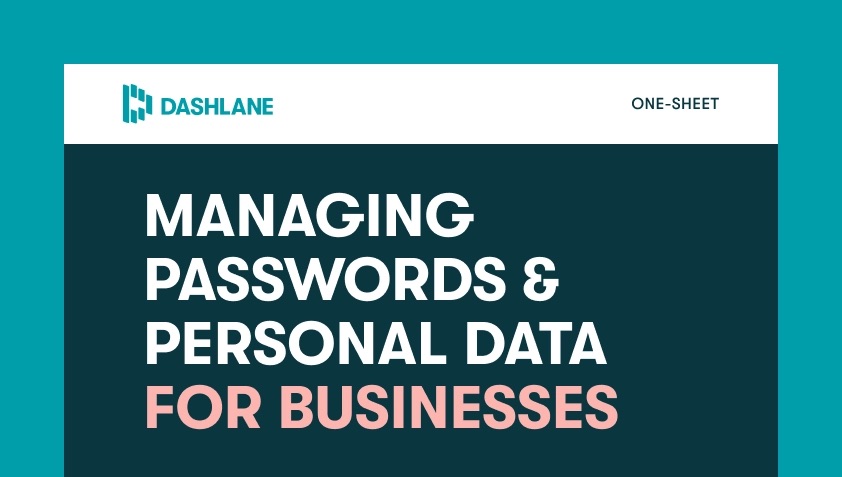 DASHLANE
ONE-SHEET
MANAGING
PASSWORDS &
PERSONAL DATA
FOR BUSINESSES